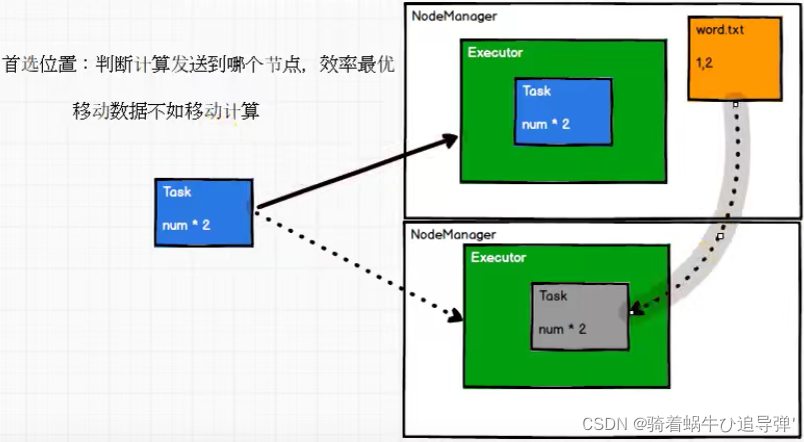 首选位置：判断计算发送到哪个节点，效率最优
移动数据不如移动计算
Task
num * 2
NodeManager
Executor
Task
num * 2
word.txt
1,2
NodeManager
Executor
Task
num * 2
CSDN @骑着蜗牛ひ追导弹'